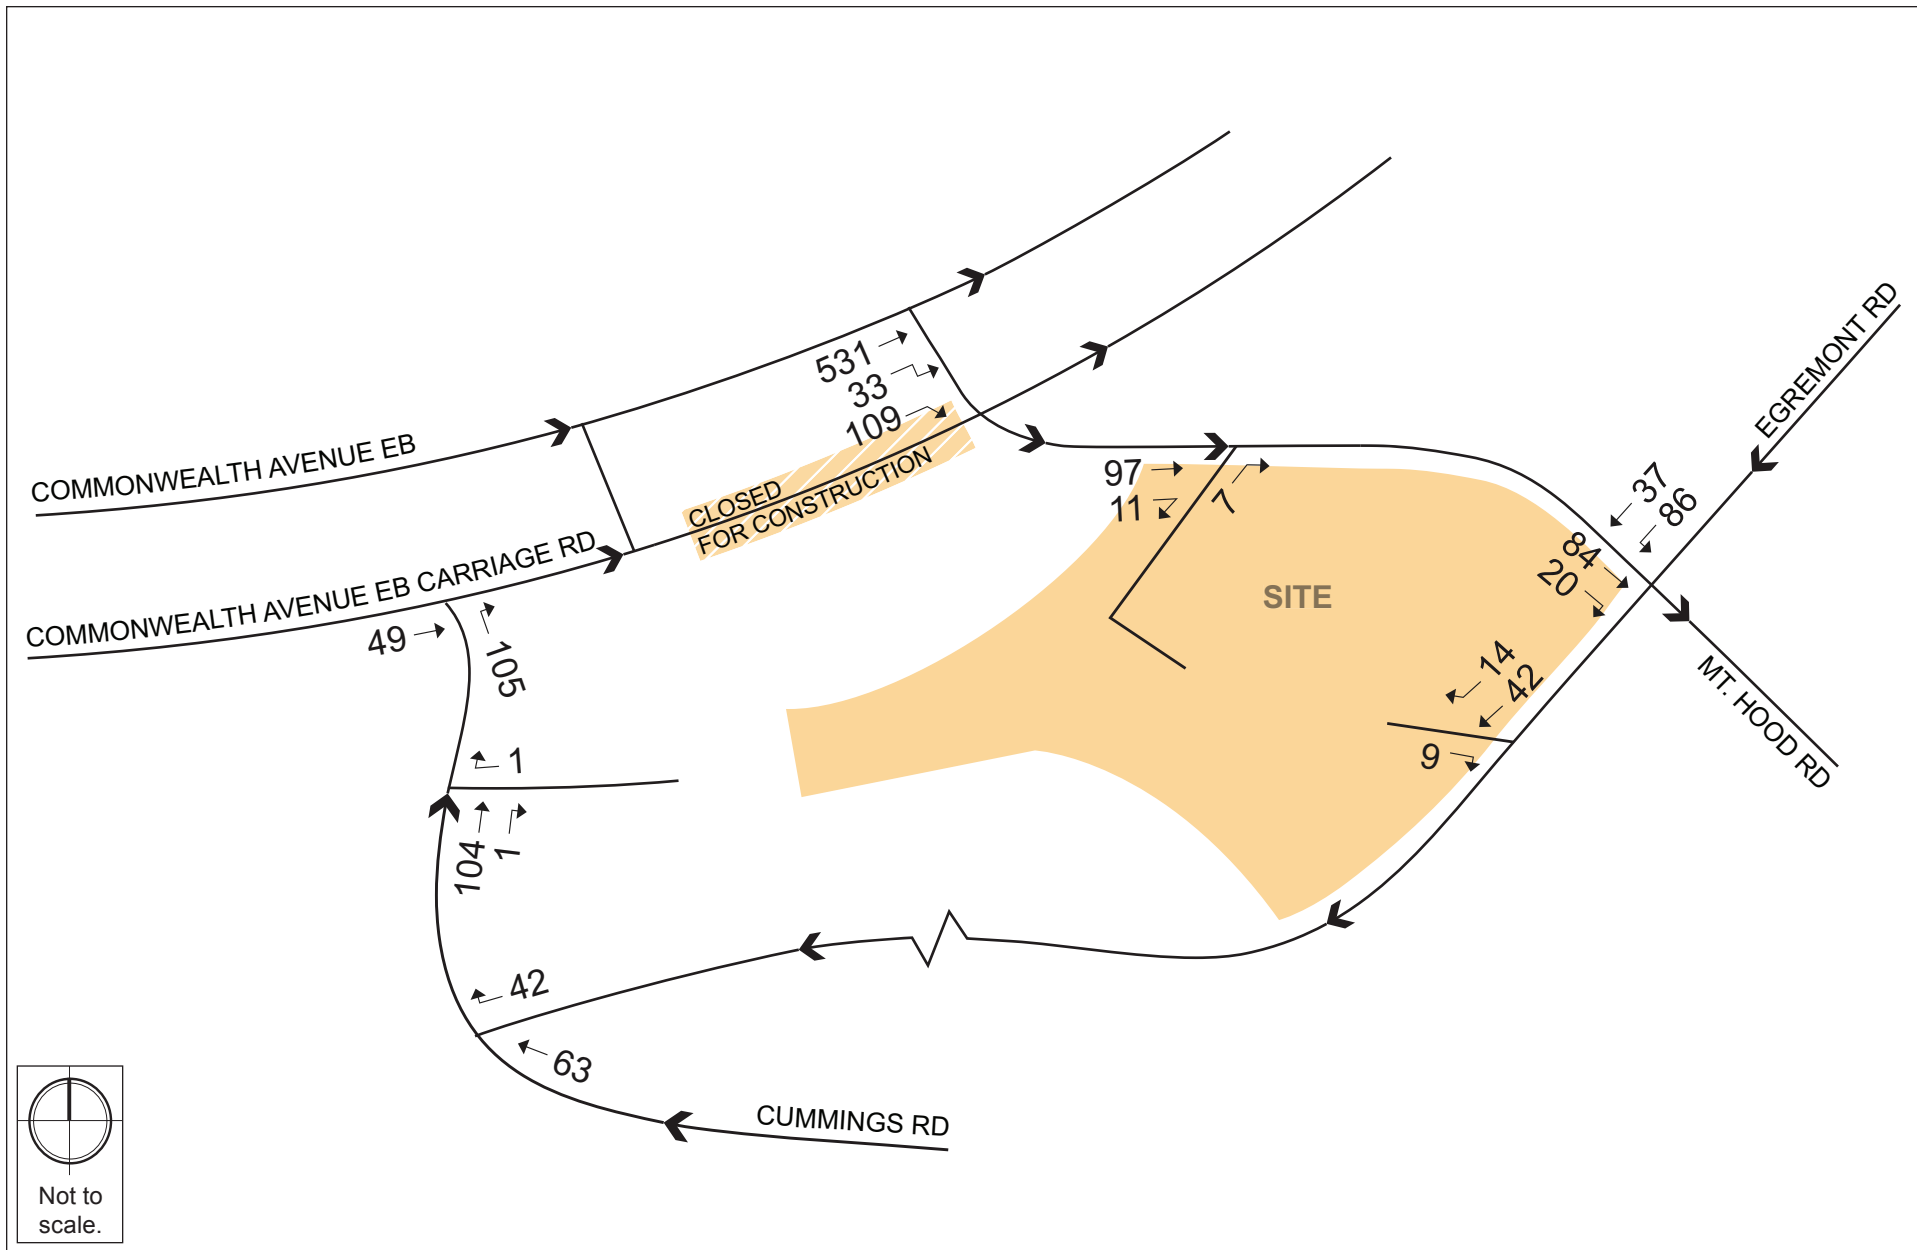 COMMONWEALTH AVENUE EB
COMMONWEALTH AVENUE EB CARRIAGE RD
531
33
109
CLOSED
FOR CONSTRUCTION
EGREMONT RD
97
11
7
37
86
84
20
SITE
49
105
14
42
9
MT. HOOD RD
1
104
1
42
63
CUMMINGS RD
Not to
scale.